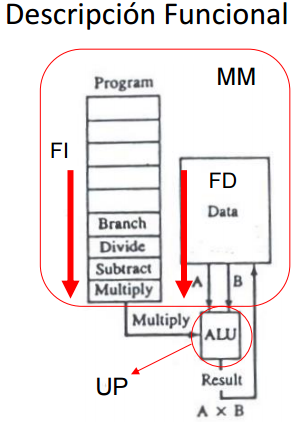 Descripción Funcional
MM
Program
FI
FD
Data
Branch
Divide
Subtract
Multiply
A
B
Multiply
ALU
UP
Result
A × B